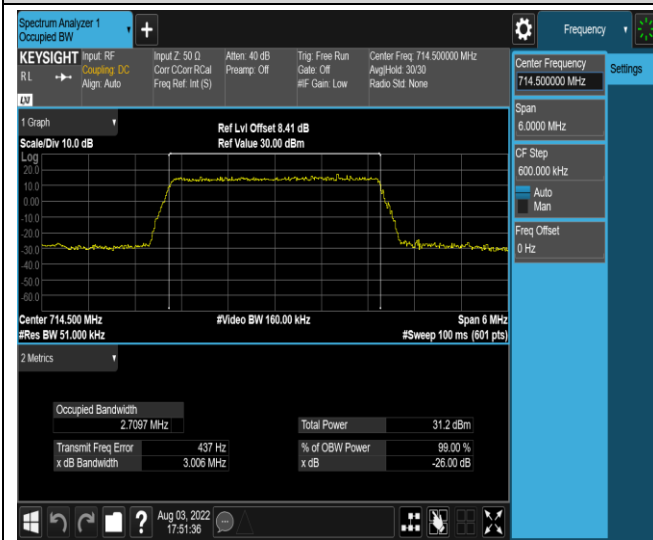 Spectrum Analyzer 1
Occupied BW
+
Frequency
KEYSIGHT
R L
LXI
Input: RF
Coupling: DC
Align: Auto
Input Z: 50 Ω
Corr CCorr RCal
Freq Ref: Int (S)
Atten: 40 dB
Preamp: Off
Trig: Free Run
Gate: Off
#IF Gain: Low
Center Freq: 714.500000 MHz
Avg|Hold: 30/30
Radio Std: None
Center Frequency
714.500000 MHz
Settings
Span
6.0000 MHz
CF Step
600.000 kHz
Auto
Man
Freq Offset
0 Hz
1 Graph
Scale/Div 10.0 dB
Ref Lvl Offset 8.41 dB
Ref Value 30.00 dBm
Log
20.0
10.0
0.00
-10.0
-20.0
-30.0
-40.0
-50.0
-60.0
Center 714.500 MHz
#Video BW 160.00 kHz
Span 6 MHz
#Res BW 51.000 kHz
#Sweep 100 ms (601 pts)
2 Metrics
Occupied Bandwidth
2.7097 MHz
Total Power 31.2 dBm
Transmit Freq Error 437 Hz
% of OBW Power 99.00 %
x dB Bandwidth 3.006 MHz
x dB -26.00 dB
?
Aug 03, 2022
17:51:36